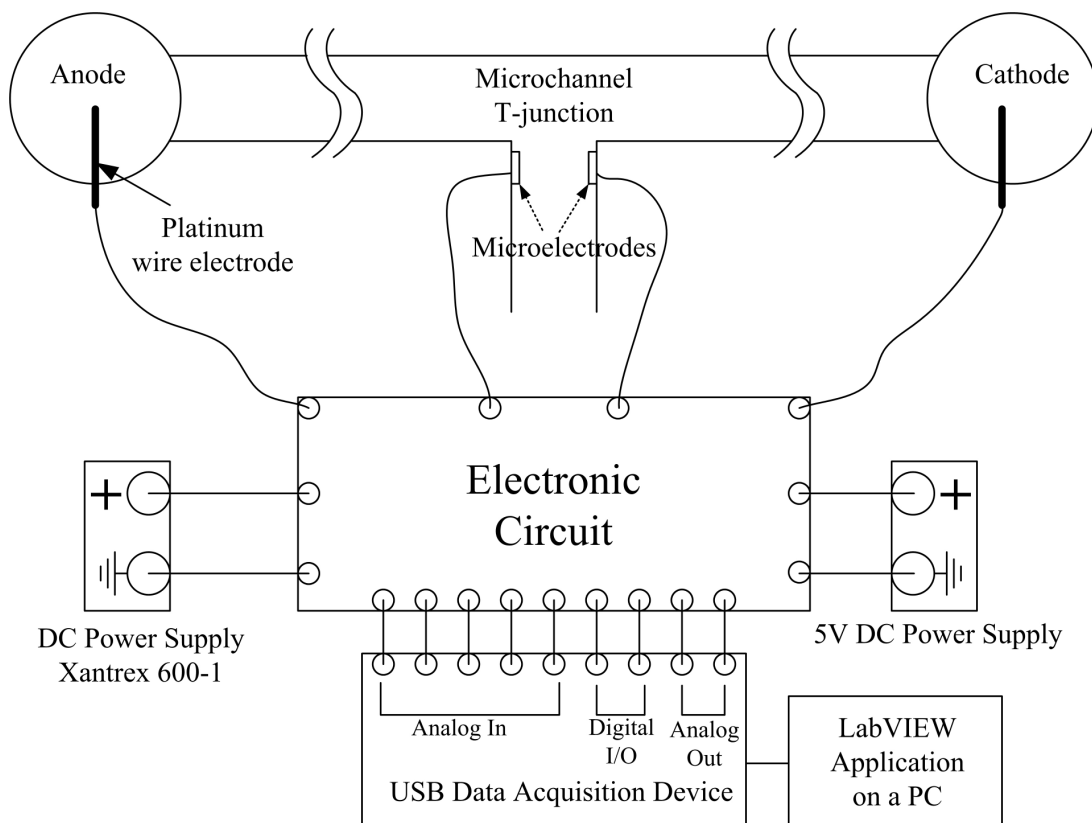 Anode
Microchannel
T-junction
Cathode
Platinum
wire electrode
Microelectrodes
Electronic
Circuit
+
+
DC Power Supply
Xantrex 600-1
5V DC Power Supply
Analog In
Digital
I/O
Analog
Out
USB Data Acquisition Device
LabVIEW
Application
on a PC